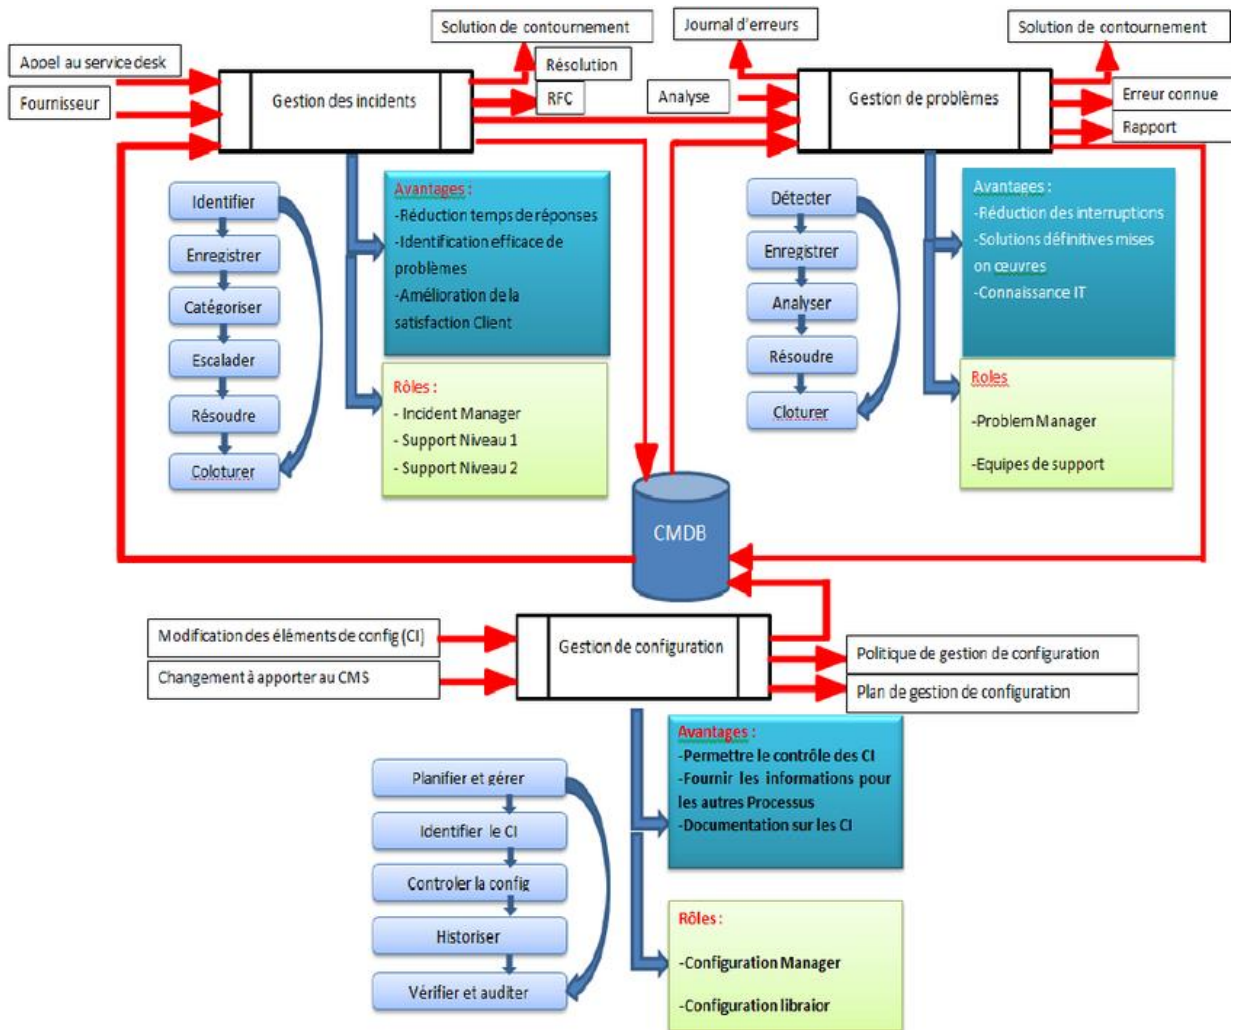 Solution de contournement
Journal d'erreurs
Solution de contournement
Appel au service desk
Résolution
Fournisseur
Gestion des incidents
RFC
Analyse
Gestion de problèmes
Erreur connue
Rapport
Identifier
Enregistrer
Catégoriser
Escalader
Résoudre
Coloturer
Avantages :
-Réduction temps de réponses
-Identification efficace de
problèmes
-Amélioration de la
satisfaction Client
Rôles :
- Incident Manager
- Support Niveau 1
- Support Niveau 2
Détecter
Enregistrer
Analyser
Résoudre
Cloturer
Avantages :
-Réduction des interruptions
-Solutions définitives mises
on œuvres
-Connaissance IT
Roles
-Problem Manager
-Equipes de support
CMDB
Modification des éléments de config (CI)
Changement à apporter au CMS
Gestion de configuration
Politique de gestion de configuration
Plan de gestion de configuration
Planifier et gérer
Identifier le CI
Controler la config
Historiser
Vérifier et auditer
Avantages :
-Permettre le contrôle des CI
-Fournir les informations pour
les autres Processus
-Documentation sur les CI
Rôles :
-Configuration Manager
-Configuration libraior